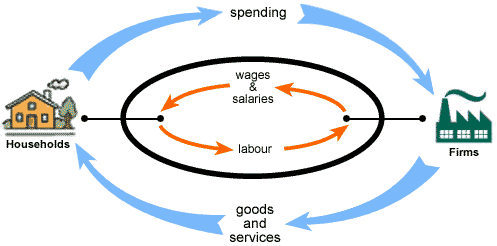 spending
wages
&
salaries
Households
Firms
labour
goods
and
services